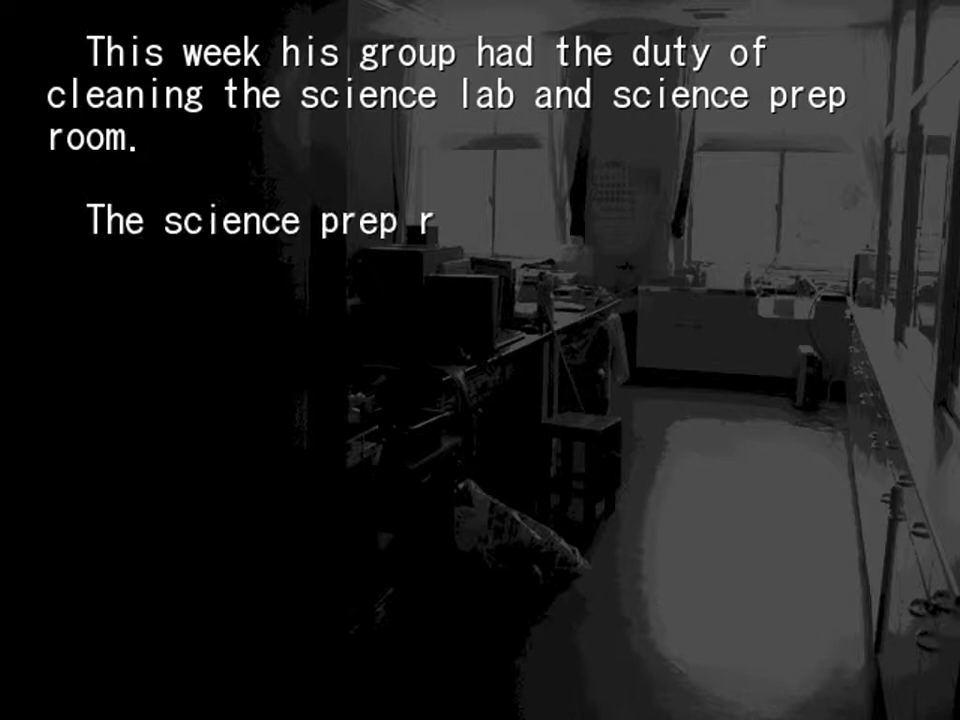 This week his group had the duty of
cleaning the science lab and science prep
room.
The science prep r